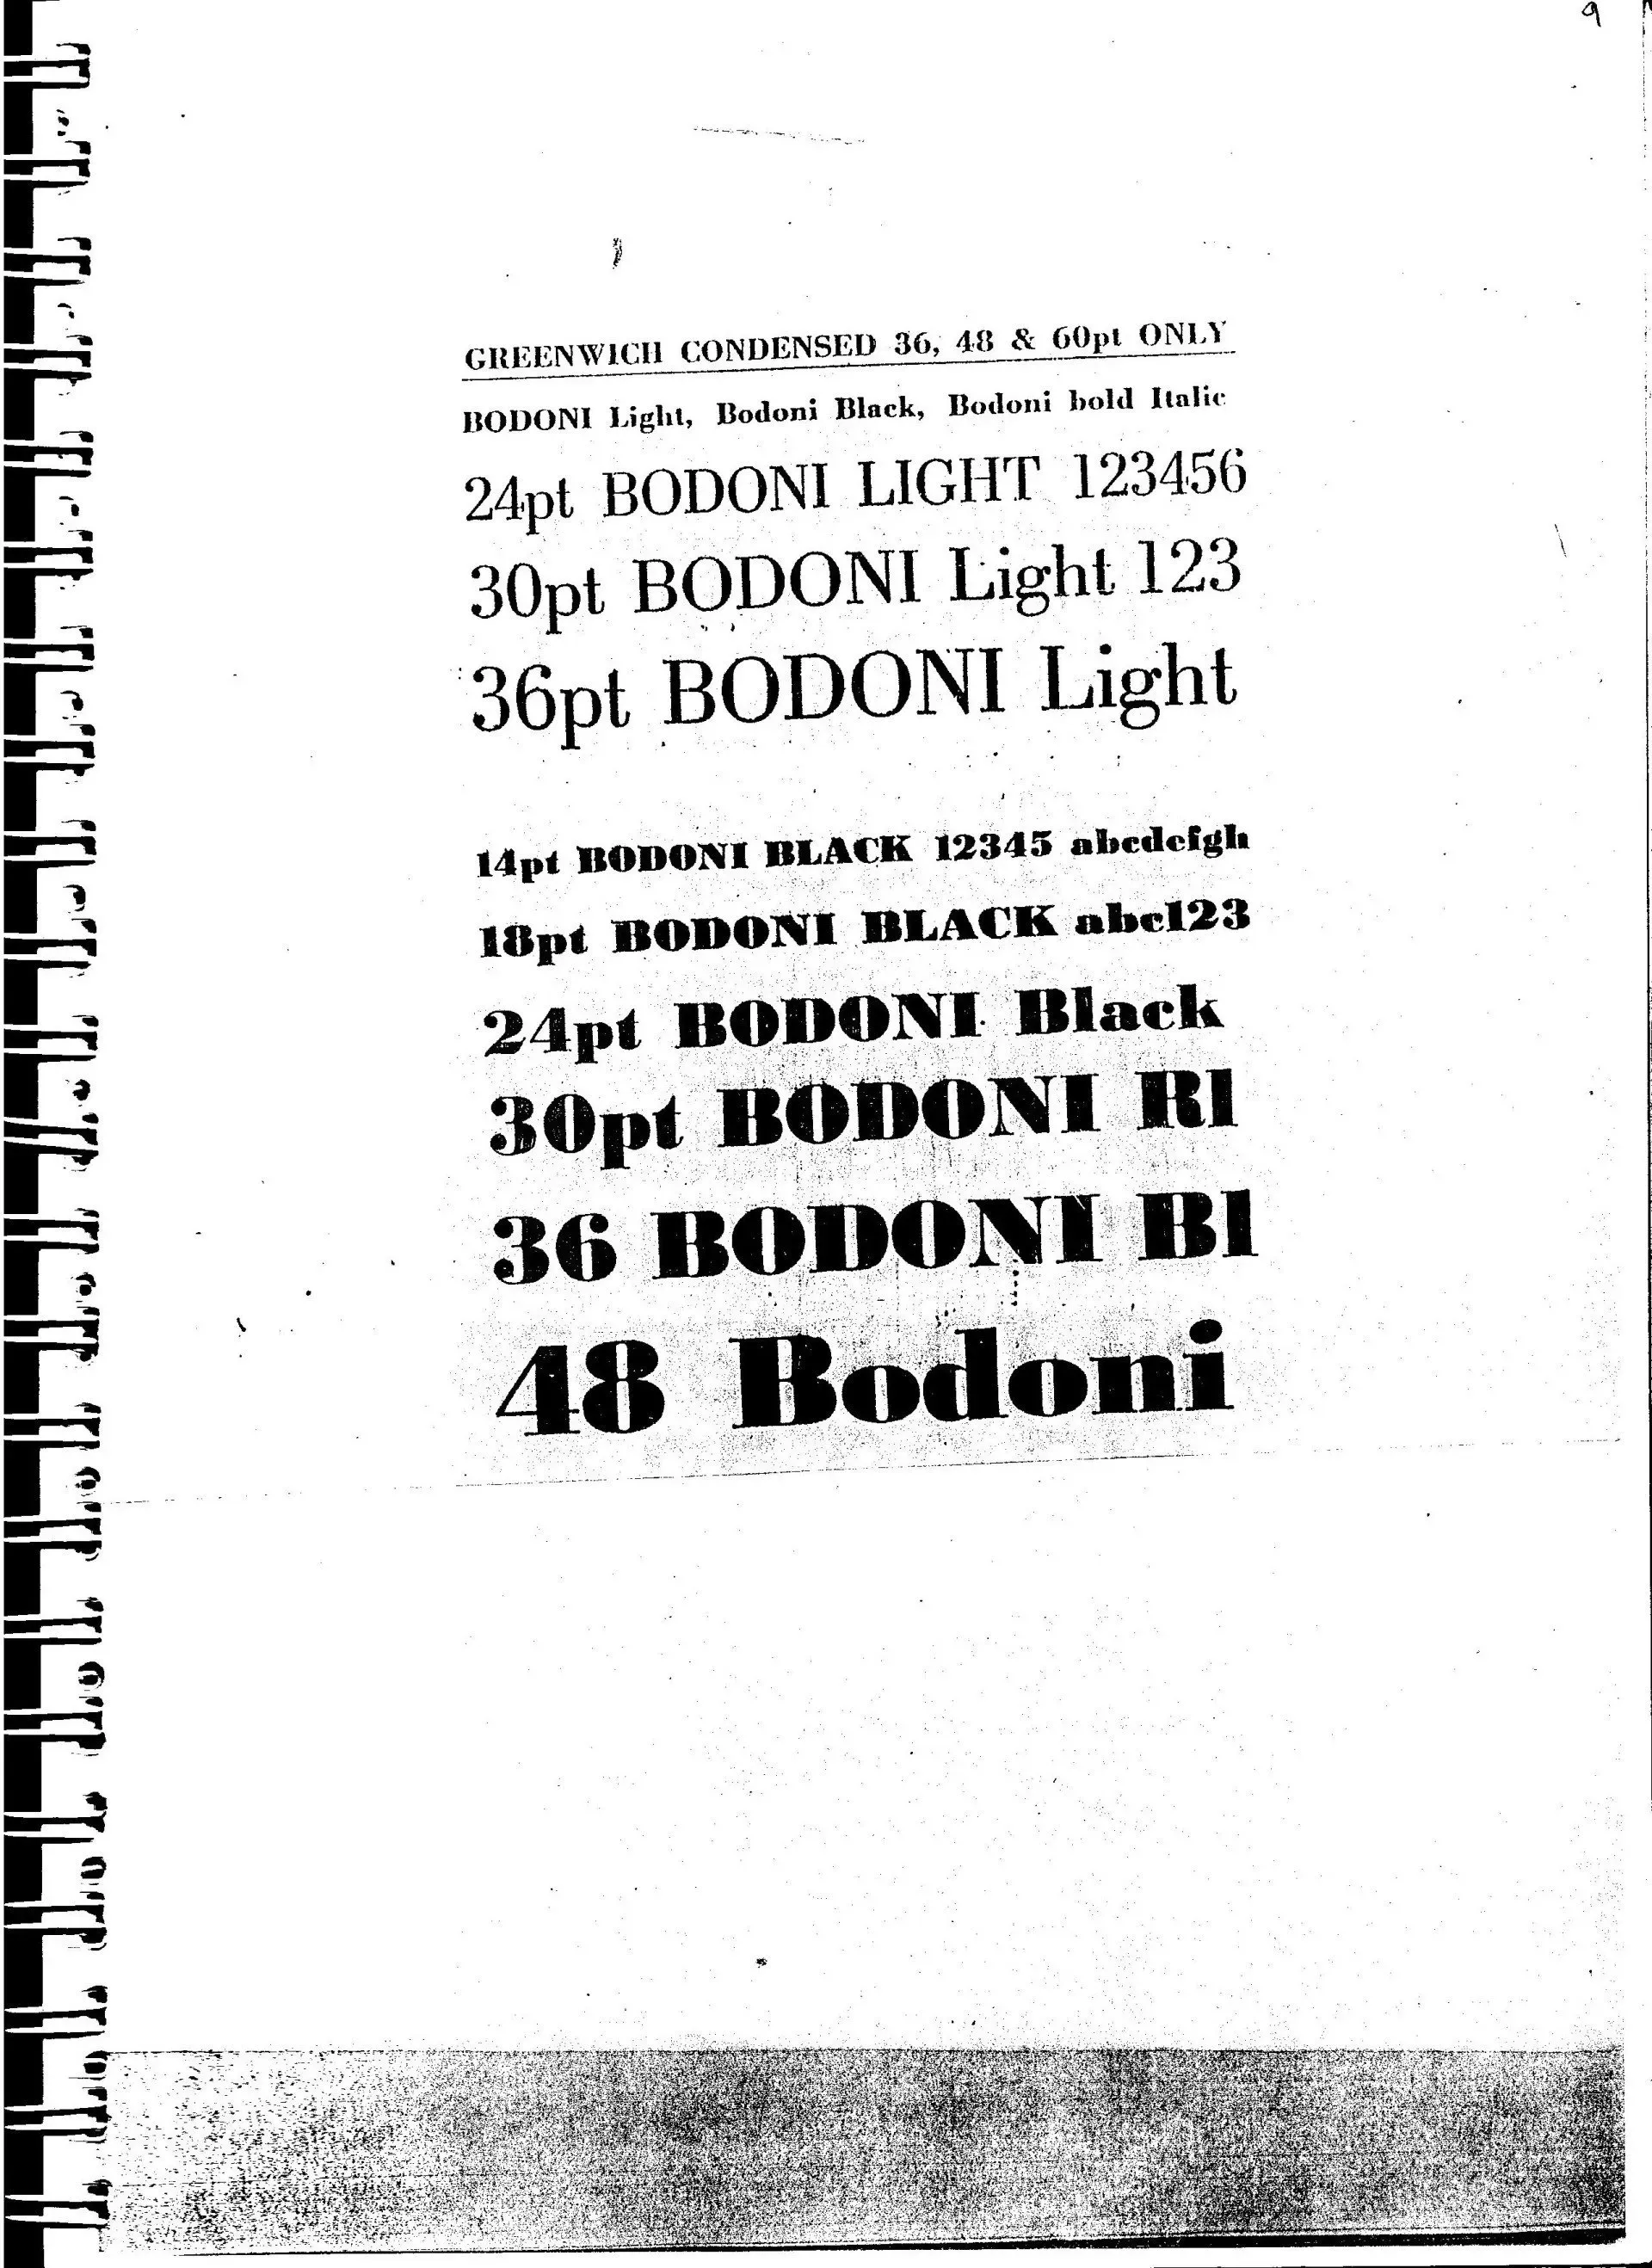 9
GREENWICH CONDENSED 36, 48 & 60pt ONLY
BODONI Light, Bodoni Black, Bodoni bold Italic
24pt BODONI LIGHT 123456
30pt BODONI Light 123
36pt BODONI Light
14pt BODONI BLACK 12345 abcdefgh
18pt BODONI BLACK abc123
24pt BODONI Black
30pt BODONI Bl
36 BODONI Bl
48 Bodoni